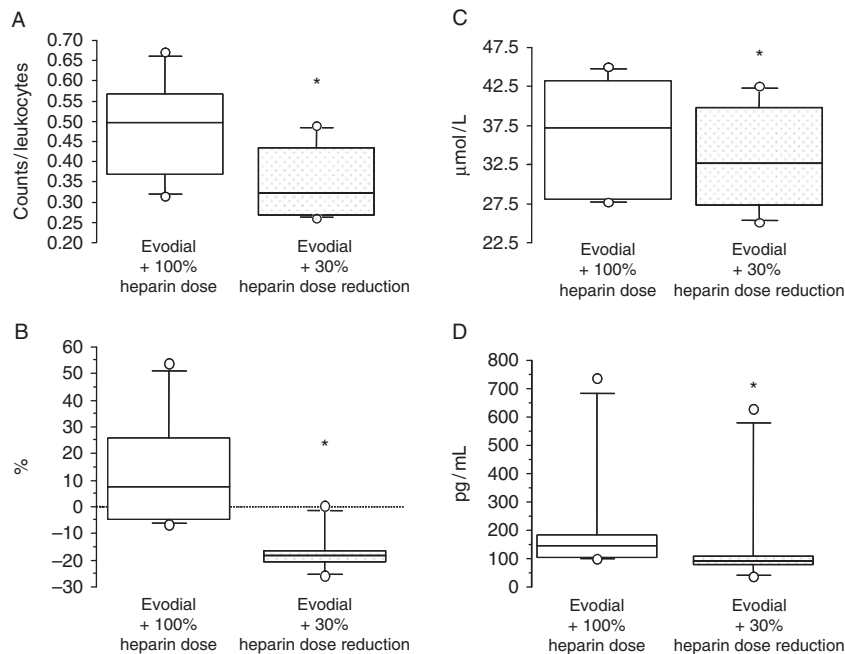 A
0.70
0.65
0.60
0.55
0.50
0.45
0.40
0.35
0.30
0.25
0.20
Counts/leukocytes
*
Evodial
+ 100%
heparin dose
Evodial
+ 30%
heparin dose reduction
C
47.5
42.5
37.5
32.5
27.5
22.5
μmol/L
*
Evodial
+ 100%
heparin dose
Evodial
+ 30%
heparin dose reduction
B
60
50
40
30
20
10
0
–10
–20
–30
%
*
Evodial
+ 100%
heparin dose
Evodial
+ 30%
heparin dose reduction
D
800
700
600
500
400
300
200
100
0
pg/mL
*
Evodial
+ 100%
heparin dose
Evodial
+ 30%
heparin dose reduction